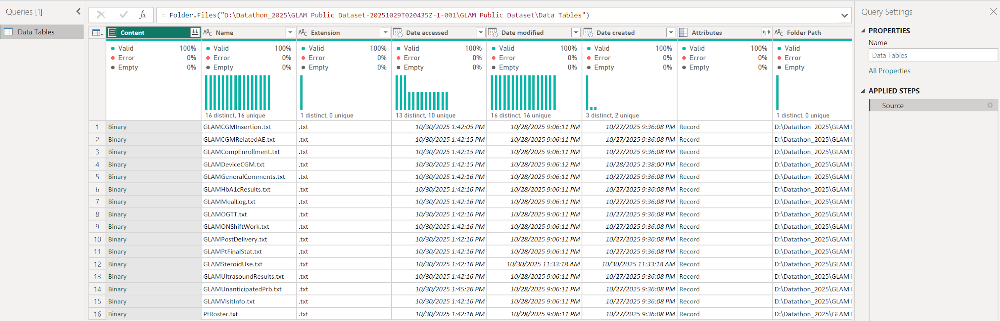 Queries [1]
Data Tables
fx
= Folder.Files("D:\Datathon_2025\GLAM Public Dataset-20251029T020435Z-1-001\GLAM Public Dataset\Data Tables")
Content ABC Name ABC Extension Date accessed Date modified Date created Attributes ABC Folder Path
Valid 100% Valid 100% Valid 100% Valid 100% Valid 100% Valid 100% Valid 100% Valid
Error 0% Error 0% Error 0% Error 0% Error 0% Error 0% Error 0% Error
Empty 0% Empty 0% Empty 0% Empty 0% Empty 0% Empty 0% Empty 0% Empty
16 distinct, 16 unique 1 distinct, 0 unique 13 distinct, 10 unique 16 distinct, 16 unique 3 distinct, 2 unique 1 distinct, 0 unique
1 Binary GLAMCGMInsertion.txt .txt 10/30/2025 1:42:05 PM 10/28/2025 9:06:11 PM 10/27/2025 9:36:08 PM Record D:\Datathon_2025\GLAM
2 Binary GLAMCGMRelatedAE.txt .txt 10/30/2025 1:42:15 PM 10/28/2025 9:06:11 PM 10/27/2025 9:36:08 PM Record D:\Datathon_2025\GLAM
3 Binary GLAMCompEnrollment.txt .txt 10/30/2025 1:42:15 PM 10/28/2025 9:06:11 PM 10/27/2025 9:36:08 PM Record D:\Datathon_2025\GLAM
4 Binary GLAMDeviceCGM.txt .txt 10/30/2025 1:42:15 PM 10/28/2025 9:06:12 PM 10/28/2025 2:38:00 PM Record D:\Datathon_2025\GLAM
5 Binary GLAMGeneralComments.txt .txt 10/30/2025 1:42:16 PM 10/28/2025 9:06:11 PM 10/27/2025 9:36:08 PM Record D:\Datathon_2025\GLAM
6 Binary GLAMHbA1cResults.txt .txt 10/30/2025 1:42:16 PM 10/28/2025 9:06:11 PM 10/27/2025 9:36:08 PM Record D:\Datathon_2025\GLAM
7 Binary GLAMMealLog.txt .txt 10/30/2025 1:42:16 PM 10/28/2025 9:06:11 PM 10/27/2025 9:36:08 PM Record D:\Datathon_2025\GLAM
8 Binary GLAMOGTT.txt .txt 10/30/2025 1:42:16 PM 10/28/2025 9:06:11 PM 10/27/2025 9:36:08 PM Record D:\Datathon_2025\GLAM
9 Binary GLAMONShiftWork.txt .txt 10/30/2025 1:42:16 PM 10/28/2025 9:06:11 PM 10/27/2025 9:36:08 PM Record D:\Datathon_2025\GLAM
10 Binary GLAMPostDelivery.txt .txt 10/30/2025 1:42:16 PM 10/28/2025 9:06:11 PM 10/27/2025 9:36:08 PM Record D:\Datathon_2025\GLAM
11 Binary GLAMPtFinalStat.txt .txt 10/30/2025 1:42:16 PM 10/28/2025 9:06:11 PM 10/27/2025 9:36:08 PM Record D:\Datathon_2025\GLAM
12 Binary GLAMSteroidUse.txt .txt 10/30/2025 1:42:16 PM 10/30/2025 11:33:18 AM 10/30/2025 11:33:18 AM Record D:\Datathon_2025\GLAM
13 Binary GLAMUltrasoundResults.txt .txt 10/30/2025 1:42:16 PM 10/28/2025 9:06:11 PM 10/27/2025 9:36:08 PM Record D:\Datathon_2025\GLAM
14 Binary GLAMUnanticipatedPrb.txt .txt 10/30/2025 1:45:26 PM 10/28/2025 9:06:11 PM 10/27/2025 9:36:08 PM Record D:\Datathon_2025\GLAM
15 Binary GLAMVisitInfo.txt .txt 10/30/2025 1:42:16 PM 10/28/2025 9:06:11 PM 10/27/2025 9:36:08 PM Record D:\Datathon_2025\GLAM
16 Binary PtRoster.txt .txt 10/30/2025 1:42:16 PM 10/28/2025 9:06:11 PM 10/27/2025 9:36:08 PM Record D:\Datathon_2025\GLAM
Query Settings
PROPERTIES
Name
Data Tables
All Properties
APPLIED STEPS
Source